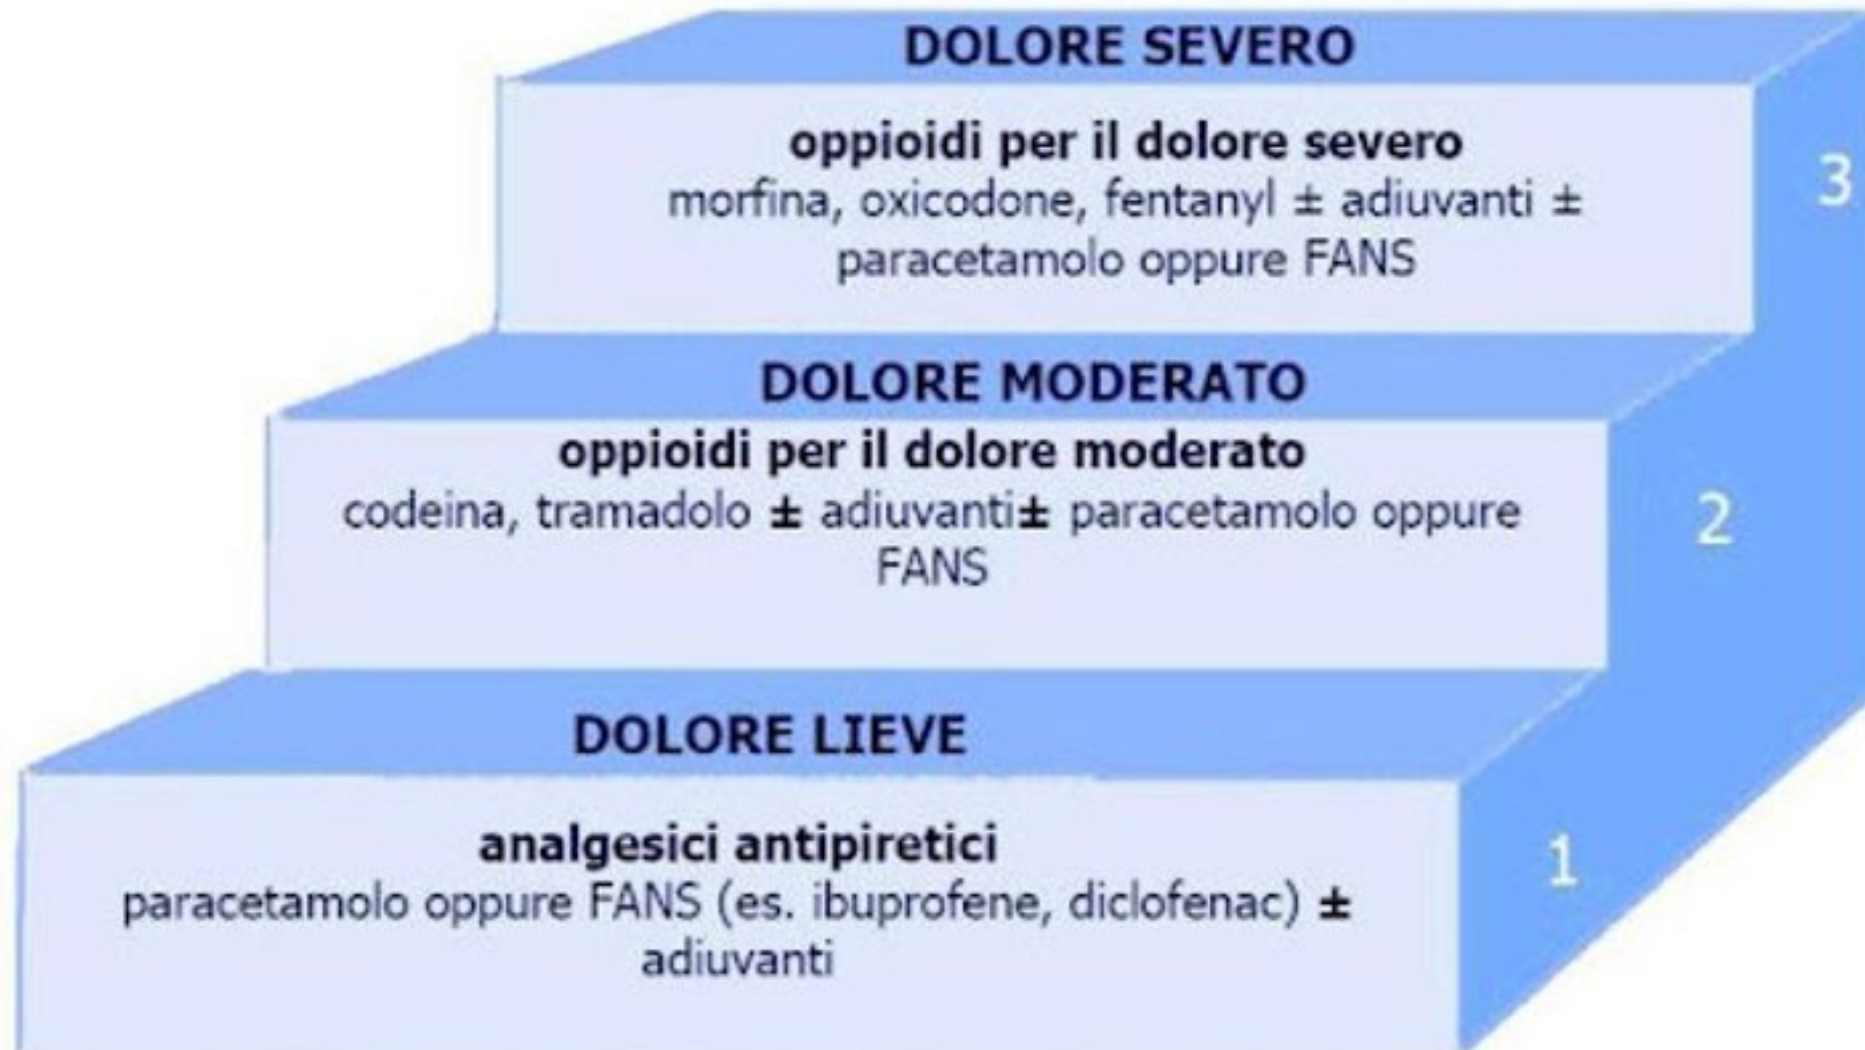 DOLORE SEVERO
oppioidi per il dolore severo
morfina, oxicodone, fentanyl ± adiuvanti ±
paracetamolo oppure FANS
3
DOLORE MODERATO
oppioidi per il dolore moderato
codeina, tramadolo ± adiuvanti± paracetamolo oppure
FANS
2
DOLORE LIEVE
analgesici antipiretici
paracetamolo oppure FANS (es. ibuprofene, diclofenac) ±
adiuvanti
1